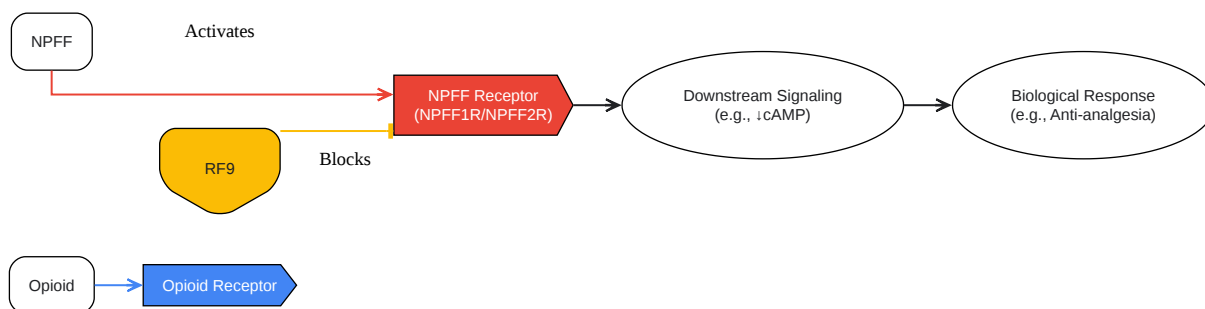 NPFF
Activates
NPFF Receptor
(NPFF1R/NPFF2R)
Downstream Signaling
(e.g., ↓cAMP)
Biological Response
(e.g., Anti-analgesia)
RF9
Blocks
Opioid
Opioid Receptor